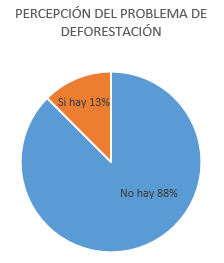 PERCEPCIÓN DEL PROBLEMA DE
DEFORESTACIÓN
Si hay 13%
No hay 88%